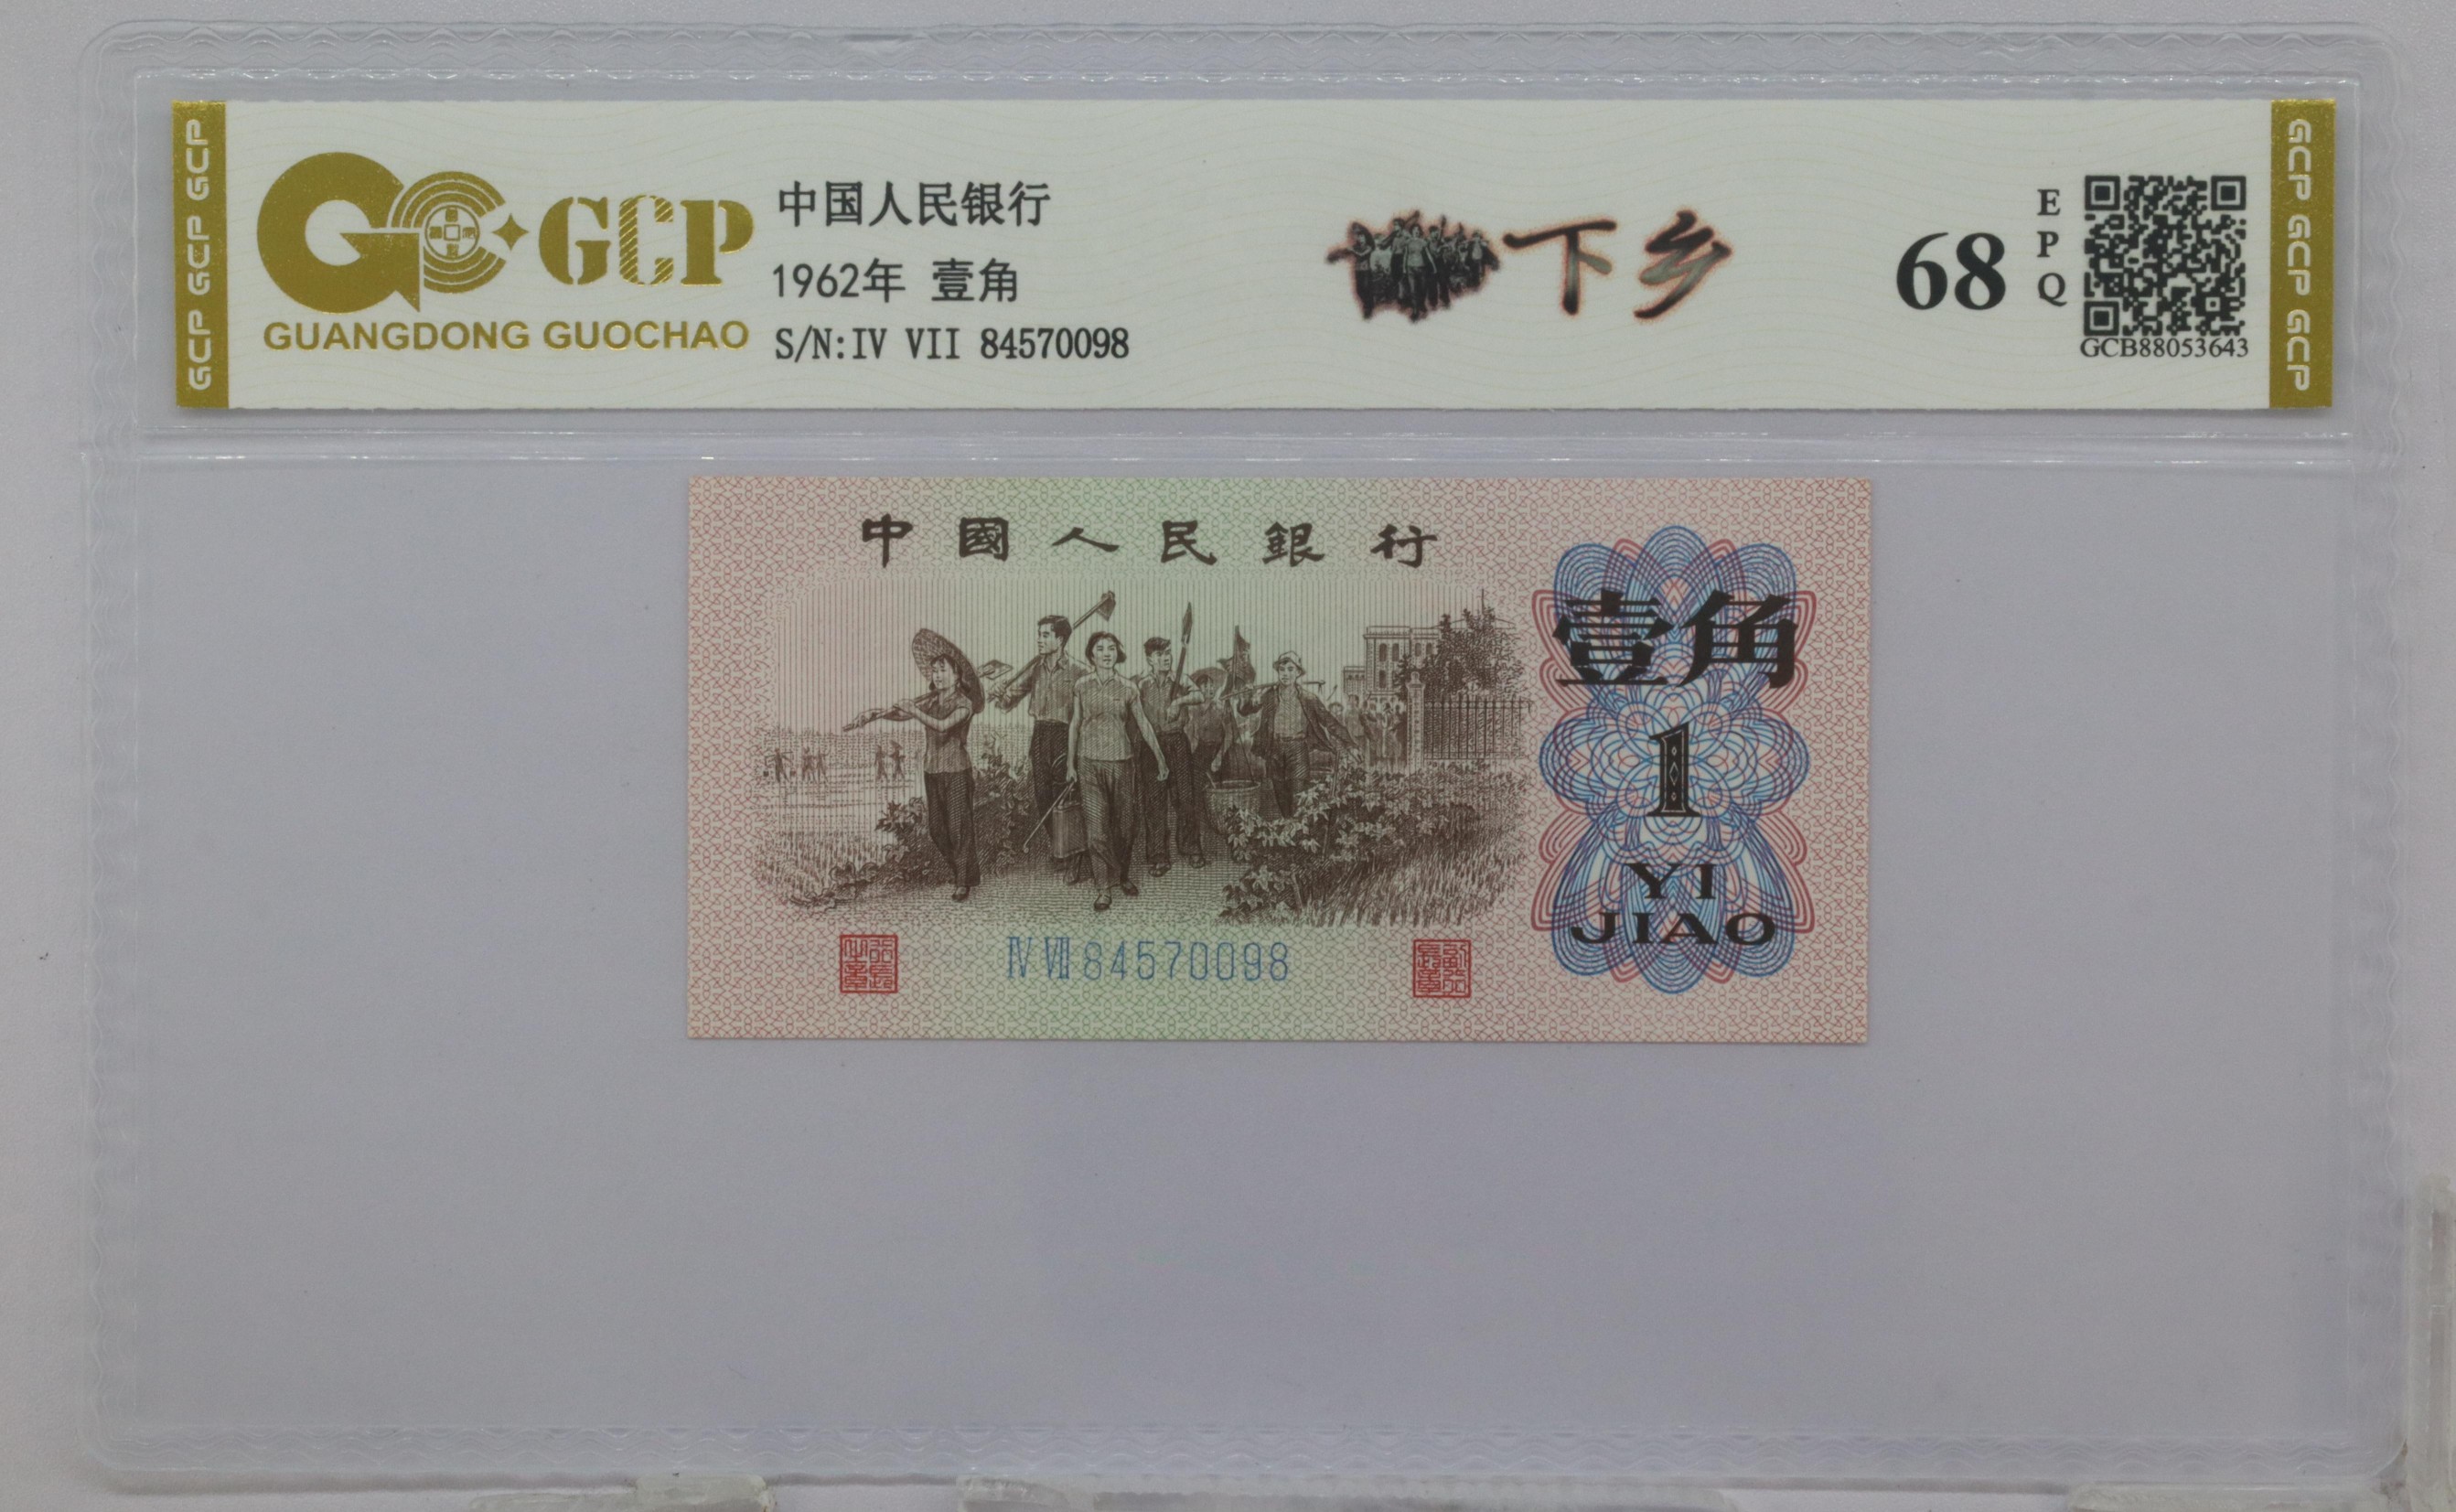 GCP GCP GCP
GCP
GUANGDONG GUOCHAO
中国人民银行
1962年 壹角
S/N:IV VII 84570098
下乡
68
EPQ
GCB88053643
GCP GCP GCP
中國人民銀行
壹角
1
YI
JIAO
Ⅳ Ⅶ 84570098